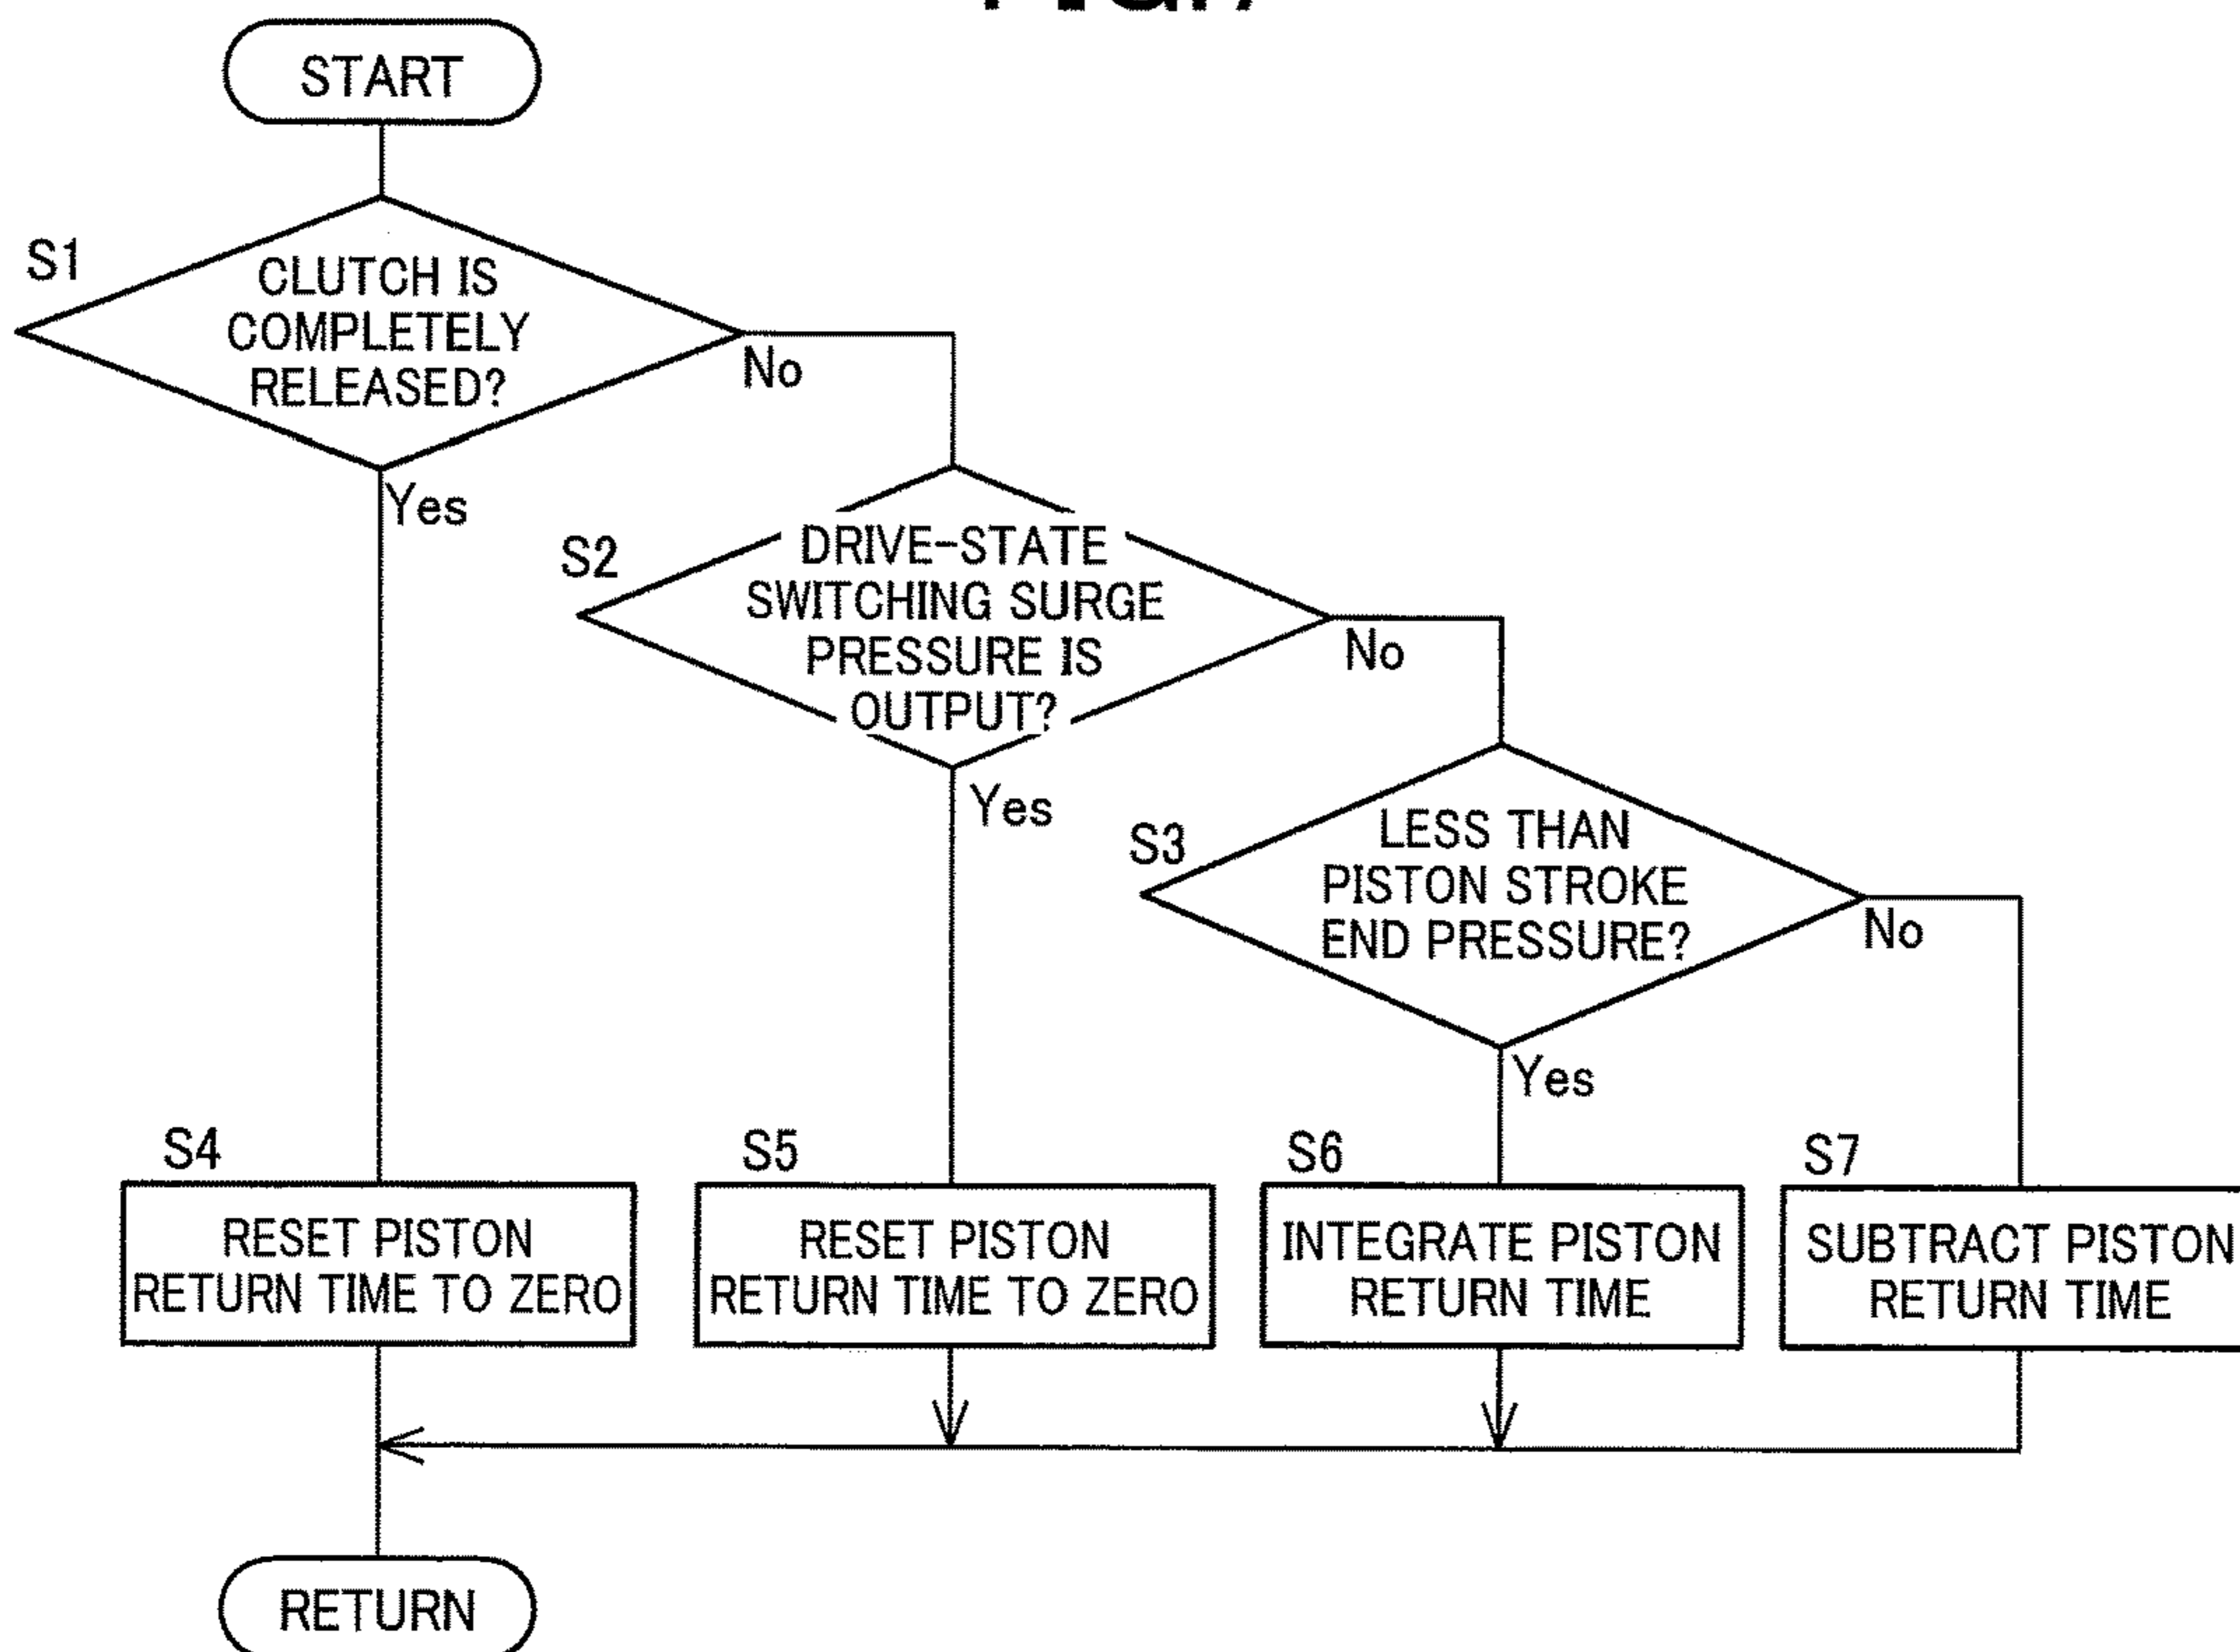 START
S1
CLUTCH IS
COMPLETELY
RELEASED?
No
Yes
S2
DRIVE-STATE
SWITCHING SURGE
PRESSURE IS
OUTPUT?
No
Yes
S3
LESS THAN
PISTON STROKE
END PRESSURE?
No
Yes
S4
RESET PISTON
RETURN TIME TO ZERO
S5
RESET PISTON
RETURN TIME TO ZERO
S6
INTEGRATE PISTON
RETURN TIME
S7
SUBTRACT PISTON
RETURN TIME
RETURN